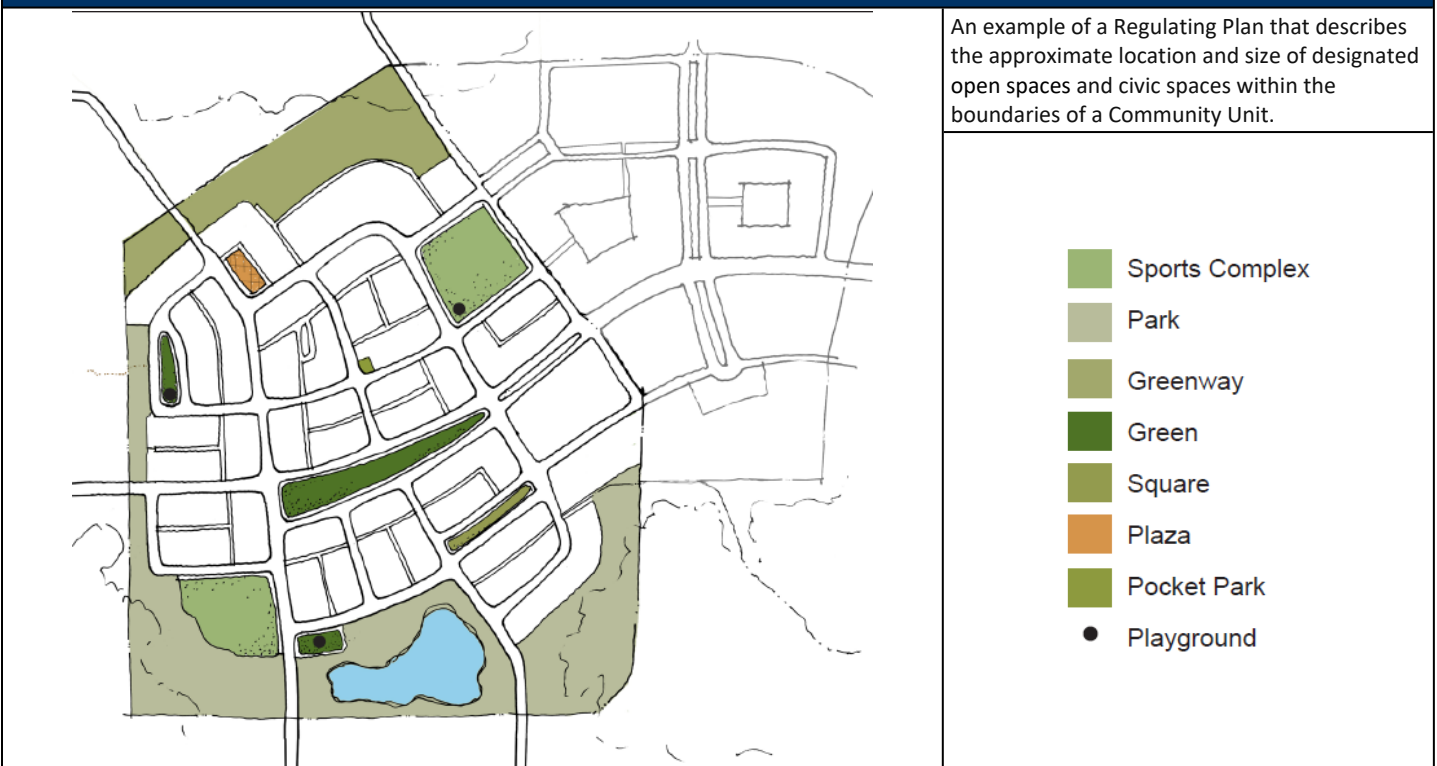 An example of a Regulating Plan that describes
the approximate location and size of designated
open spaces and civic spaces within the
boundaries of a Community Unit.
Sports Complex
Park
Greenway
Green
Square
Plaza
Pocket Park
Playground